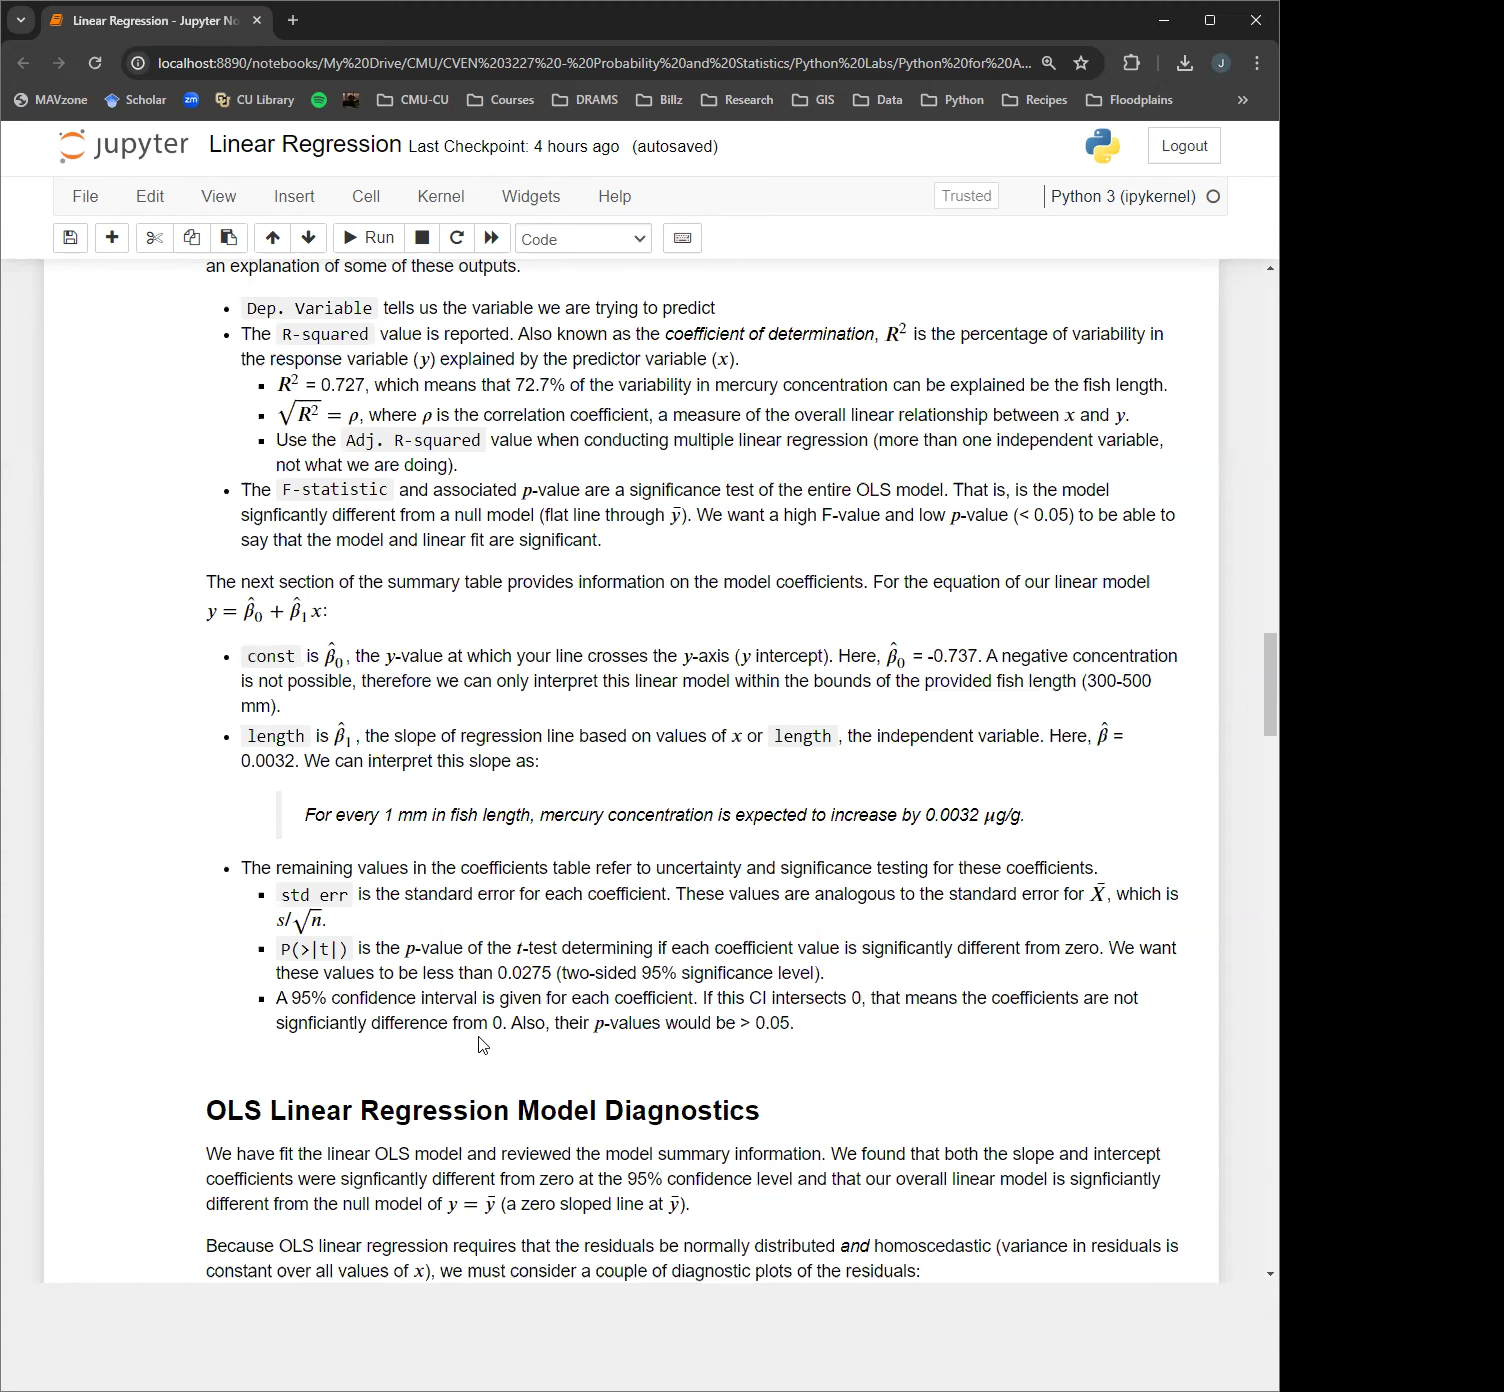 Linear Regression - Jupyter No
localhost:8890/notebooks/My%20Drive/CMU/CVEN%203227%20-%20Probability%20and%20Statistics/Python%20Labs/Python%20for%20A...
J
MAVzone Scholar zm CU Library CMU-CU Courses DRAMS Billz Research GIS Data Python Recipes Floodplains »
jupyter Linear Regression Last Checkpoint: 4 hours ago (autosaved) Logout
File Edit View Insert Cell Kernel Widgets Help Trusted Python 3 (ipykernel)
Run Code
an explanation of some of these outputs.
• Dep. Variable tells us the variable we are trying to predict
• The R-squared value is reported. Also known as the coefficient of determination, R² is the percentage of variability in
the response variable (y) explained by the predictor variable (x).
▪ R² = 0.727, which means that 72.7% of the variability in mercury concentration can be explained be the fish length.
▪ √R² = ρ, where ρ is the correlation coefficient, a measure of the overall linear relationship between x and y.
▪ Use the Adj. R-squared value when conducting multiple linear regression (more than one independent variable,
not what we are doing).
• The F-statistic and associated p-value are a significance test of the entire OLS model. That is, is the model
signficantly different from a null model (flat line through ȳ). We want a high F-value and low p-value (< 0.05) to be able to
say that the model and linear fit are significant.
The next section of the summary table provides information on the model coefficients. For the equation of our linear model
y = β̂₀ + β̂₁x:
• const is β̂₀, the y-value at which your line crosses the y-axis (y intercept). Here, β̂₀ = -0.737. A negative concentration
is not possible, therefore we can only interpret this linear model within the bounds of the provided fish length (300-500
mm).
• length is β̂₁, the slope of regression line based on values of x or length, the independent variable. Here, β̂ =
0.0032. We can interpret this slope as:
For every 1 mm in fish length, mercury concentration is expected to increase by 0.0032 μg/g.
• The remaining values in the coefficients table refer to uncertainty and significance testing for these coefficients.
▪ std err is the standard error for each coefficient. These values are analogous to the standard error for X̄, which is
s/√n.
▪ P(>|t|) is the p-value of the t-test determining if each coefficient value is significantly different from zero. We want
these values to be less than 0.0275 (two-sided 95% significance level).
▪ A 95% confidence interval is given for each coefficient. If this CI intersects 0, that means the coefficients are not
signficiantly difference from 0. Also, their p-values would be > 0.05.
OLS Linear Regression Model Diagnostics
We have fit the linear OLS model and reviewed the model summary information. We found that both the slope and intercept
coefficients were signficantly different from zero at the 95% confidence level and that our overall linear model is signficiantly
different from the null model of y = ȳ (a zero sloped line at ȳ).
Because OLS linear regression requires that the residuals be normally distributed and homoscedastic (variance in residuals is
constant over all values of x), we must consider a couple of diagnostic plots of the residuals: